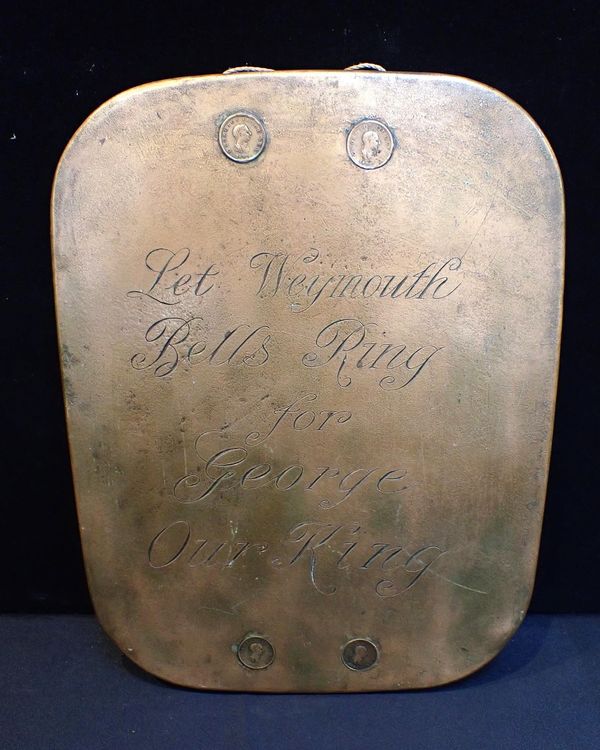 Let Weymouth
Bells Ring
for
George
Our King